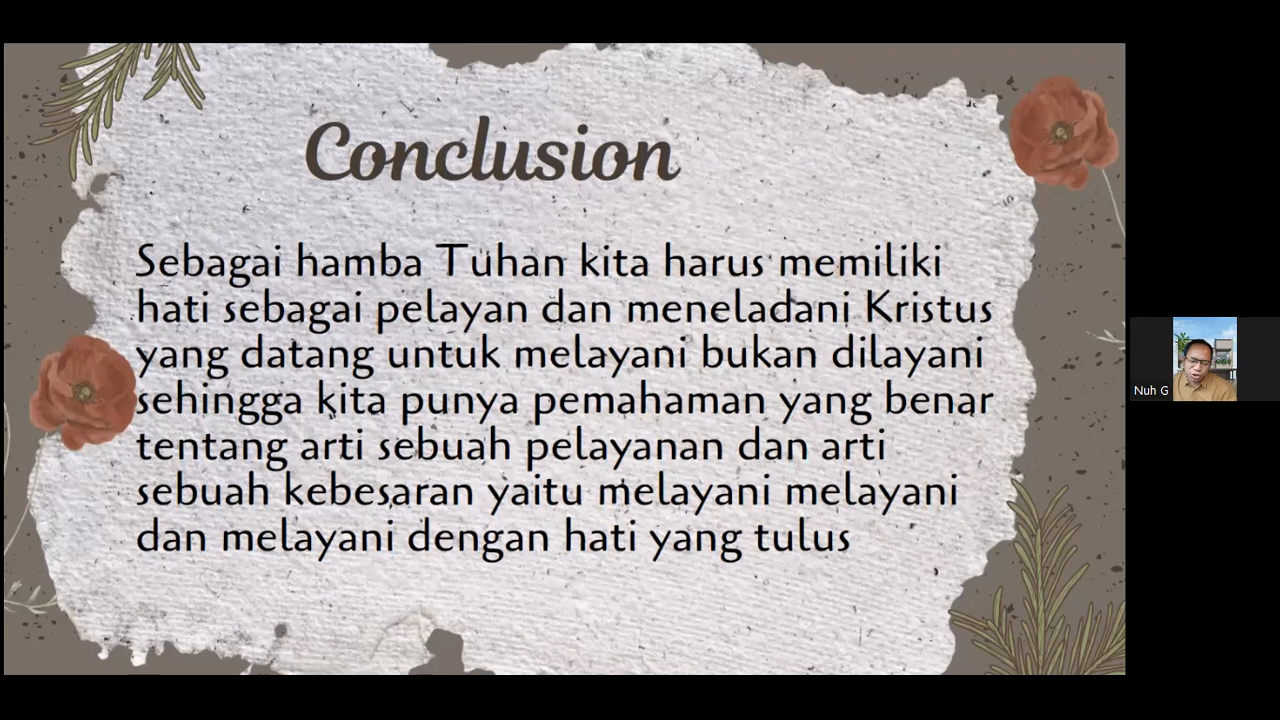 Conclusion
Sebagai hamba Tuhan kita harus memiliki
hati sebagai pelayan dan meneladani Kristus
yang datang untuk melayani bukan dilayani
sehingga kita punya pemahaman yang benar
tentang arti sebuah pelayanan dan arti
sebuah kebesaran yaitu melayani melayani
dan melayani dengan hati yang tulus
Nuh G